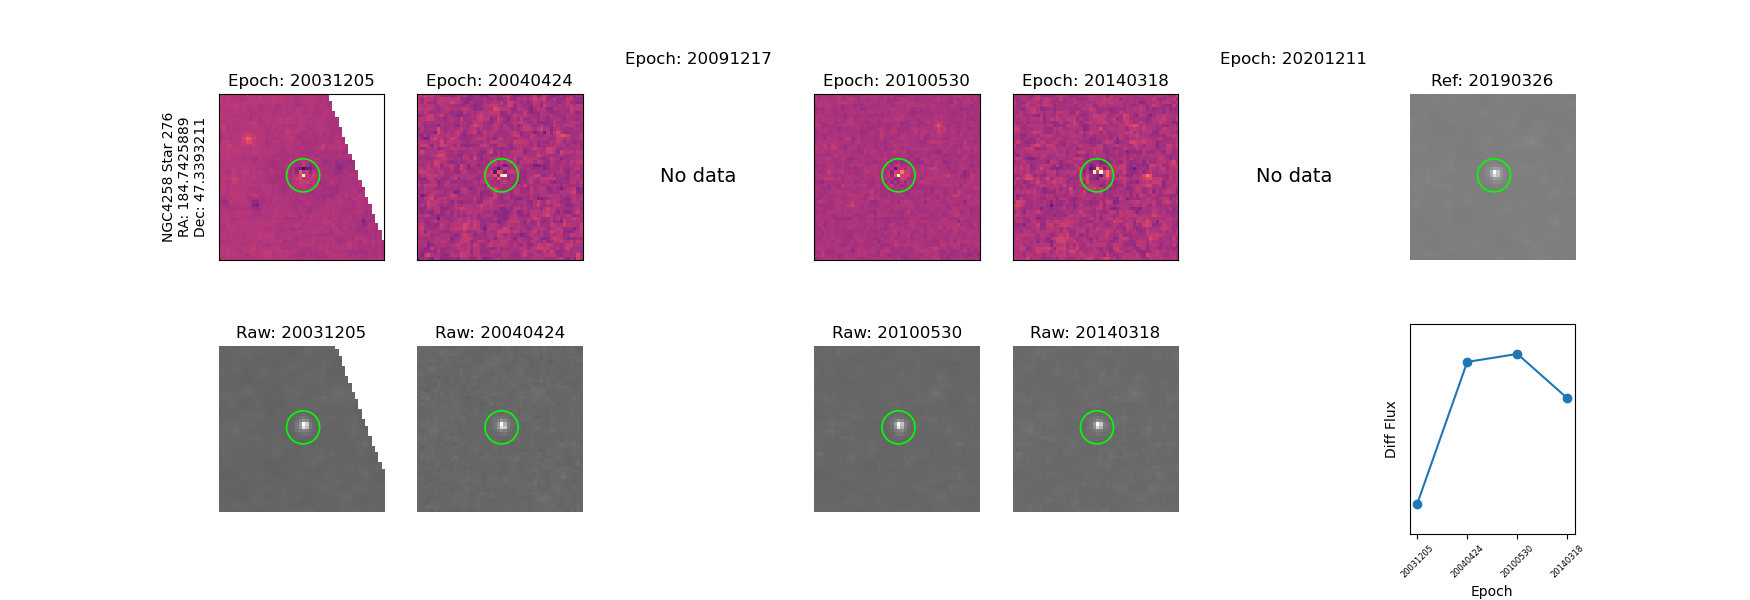 NGC4258 Star 276
RA: 184.7425889
Dec: 47.3393211
Epoch: 20031205
Epoch: 20040424
Epoch: 20091217
No data
Epoch: 20100530
Epoch: 20140318
Epoch: 20201211
No data
Ref: 20190326
Raw: 20031205
Raw: 20040424
Raw: 20100530
Raw: 20140318
Diff Flux
20031205
20040424
20100530
20140318
Epoch